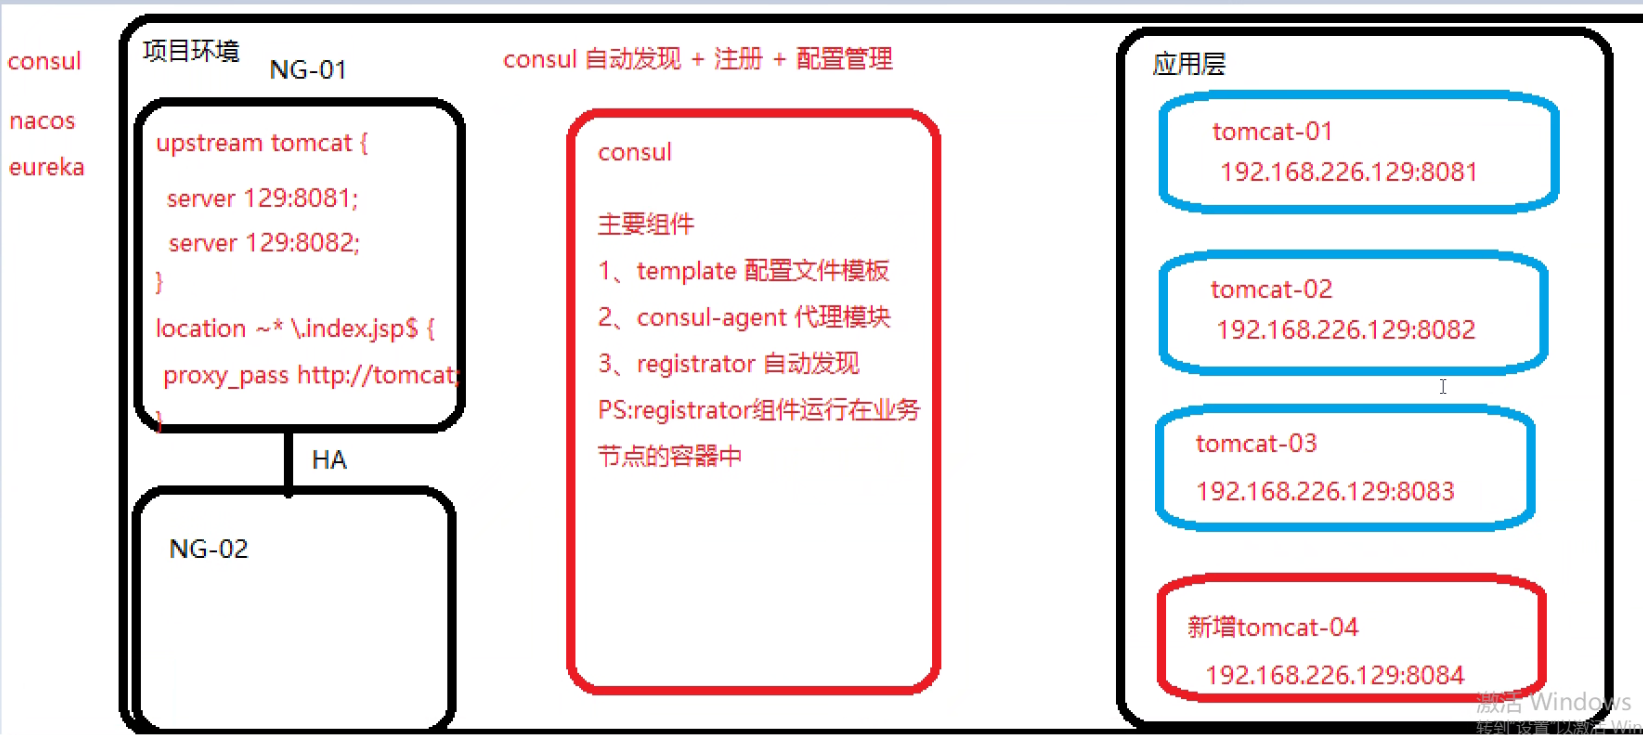 consul
nacos
eureka
项目环境
NG-01
upstream tomcat {
server 129:8081;
server 129:8082;
}
location ~* \.index.jsp$ {
proxy_pass http://tomcat;
}
HA
NG-02
consul 自动发现 + 注册 + 配置管理
consul
主要组件
1、template 配置文件模板
2、consul-agent 代理模块
3、registrator 自动发现
PS:registrator组件运行在业务
节点的容器中
应用层
tomcat-01
192.168.226.129:8081
tomcat-02
192.168.226.129:8082
tomcat-03
192.168.226.129:8083
新增tomcat-04
192.168.226.129:8084
激活 Windows
转到"设置"以激活 Win